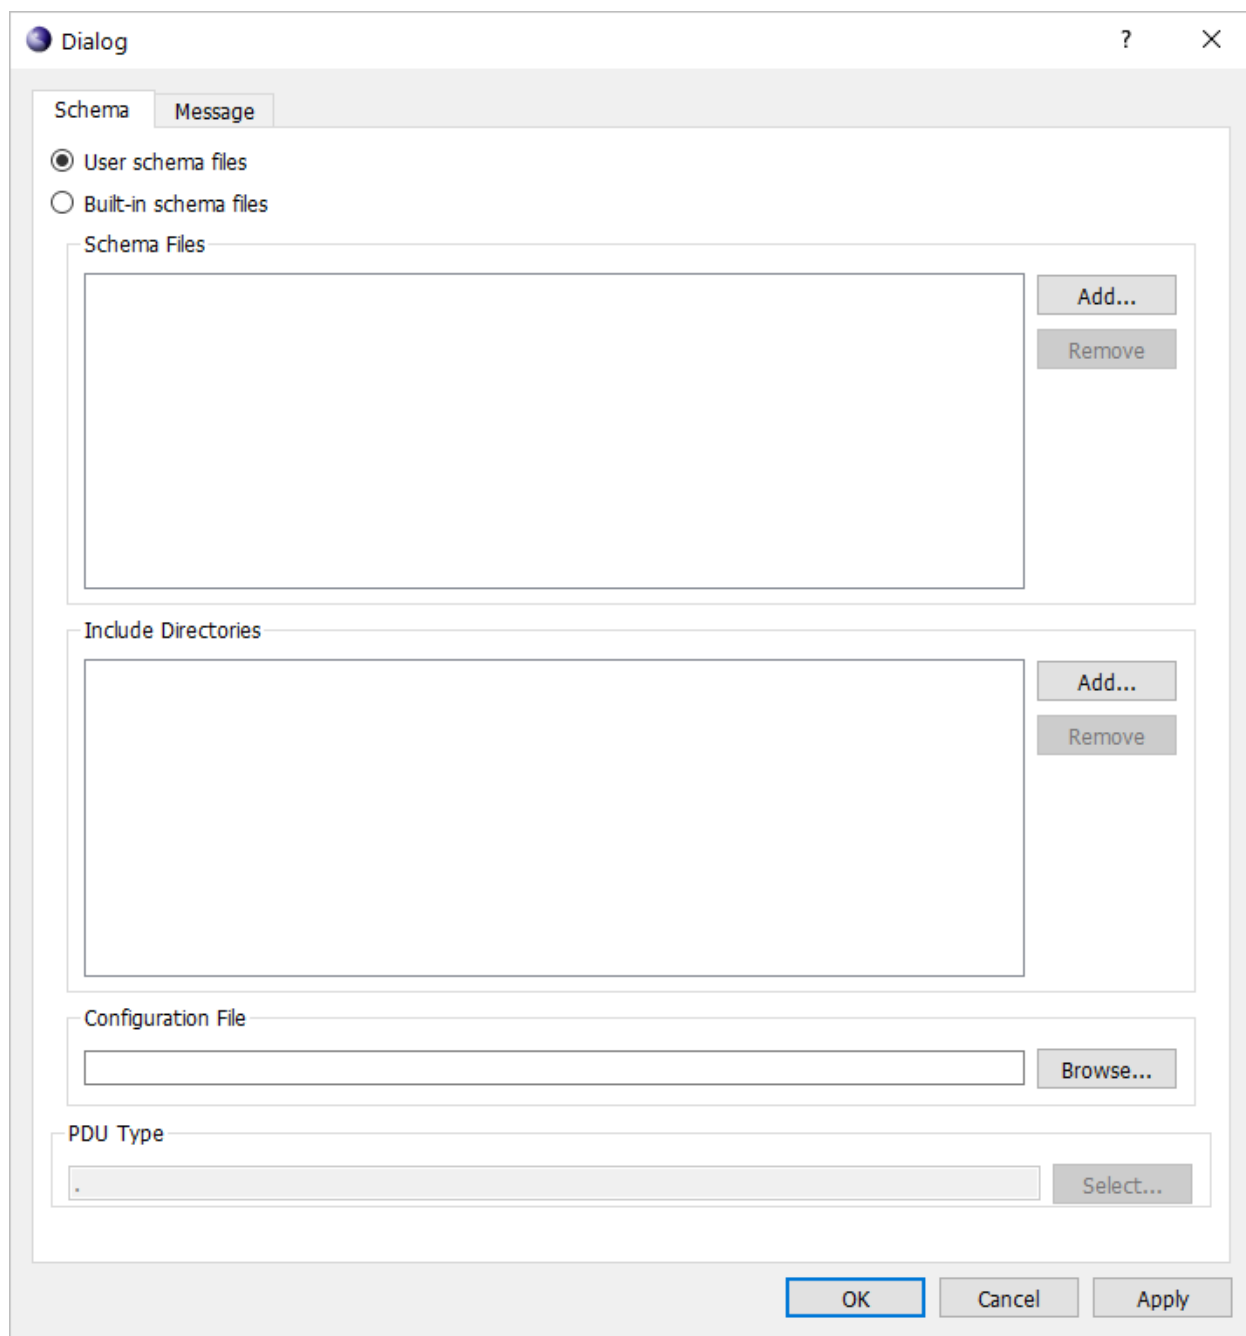 Dialog ?
Schema Message
User schema files
Built-in schema files
Schema Files
Add...
Remove
Include Directories
Add...
Remove
Configuration File
Browse...
PDU Type
. Select...
OK Cancel Apply